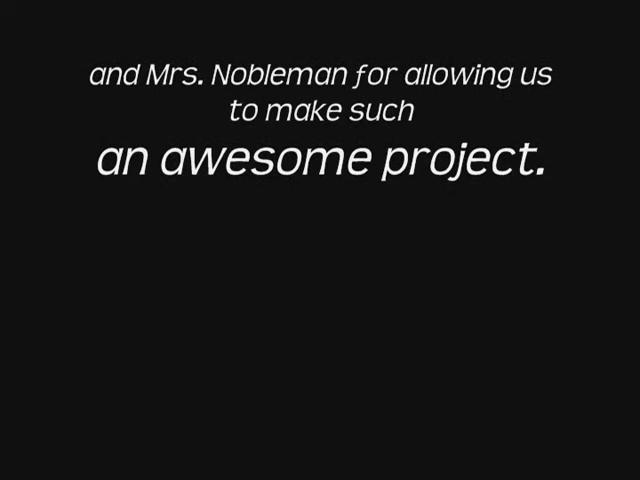 and Mrs. Nobleman for allowing us
to make such
an awesome project.